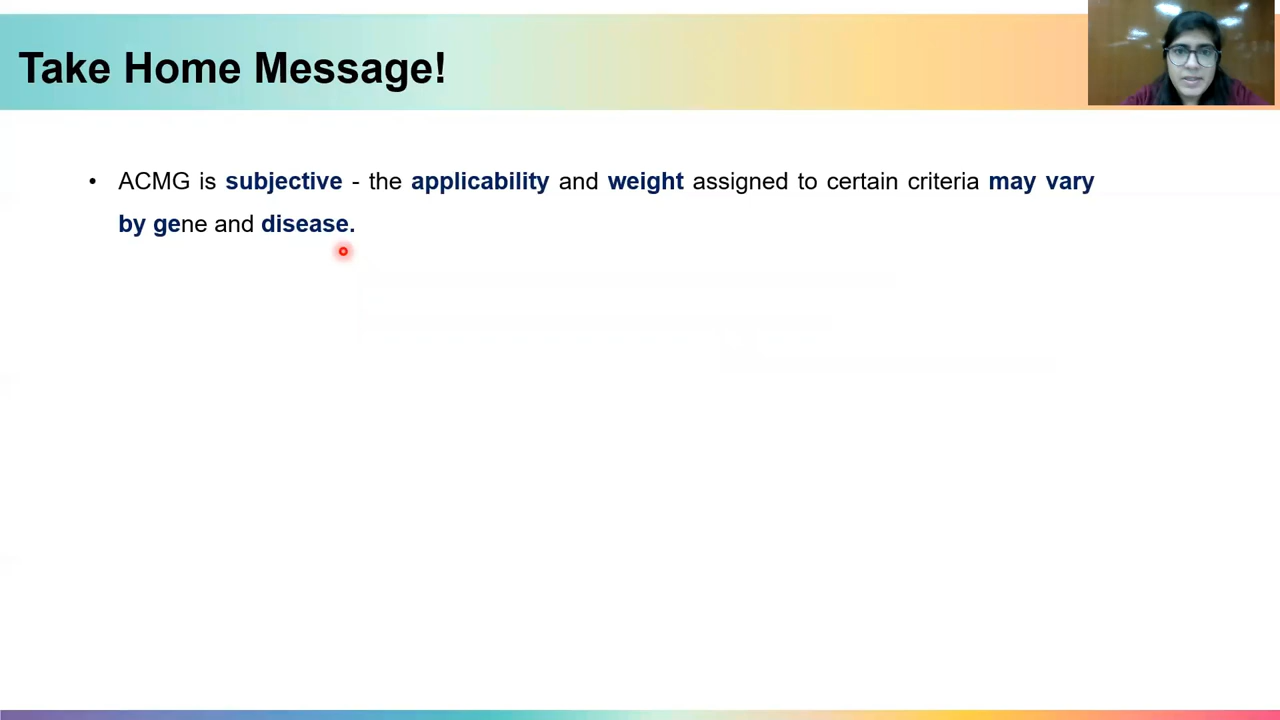 Take Home Message!
• ACMG is subjective - the applicability and weight assigned to certain criteria may vary
by gene and disease.